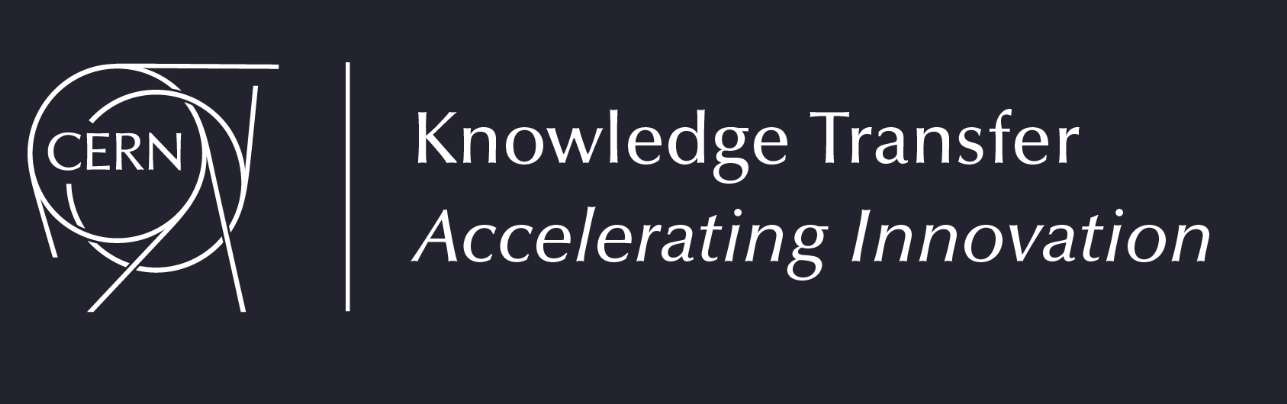 CERN
Knowledge Transfer
Accelerating Innovation